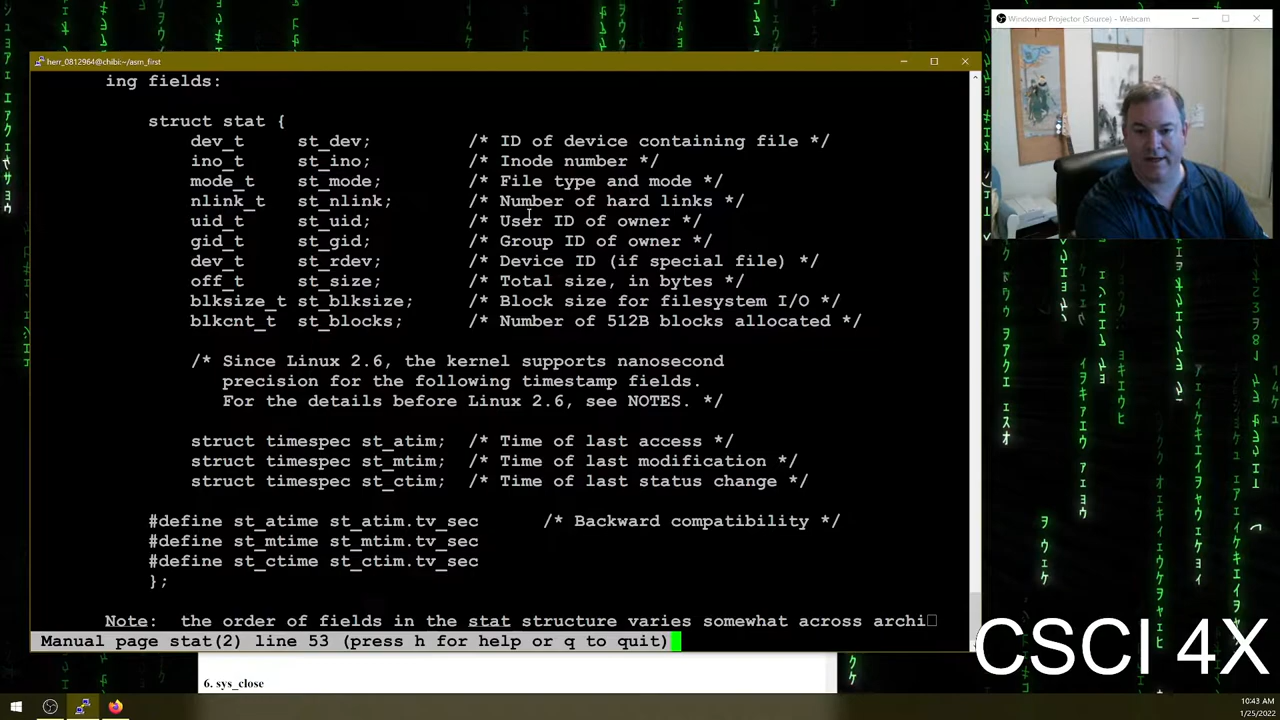 Windowed Projector (Source) - Webcam
herr_0812964@chibi:~/asm_first
ing fields:
struct stat {
dev_t st_dev; /* ID of device containing file */
ino_t st_ino; /* Inode number */
mode_t st_mode; /* File type and mode */
nlink_t st_nlink; /* Number of hard links */
uid_t st_uid; /* User ID of owner */
gid_t st_gid; /* Group ID of owner */
dev_t st_rdev; /* Device ID (if special file) */
off_t st_size; /* Total size, in bytes */
blksize_t st_blksize; /* Block size for filesystem I/O */
blkcnt_t st_blocks; /* Number of 512B blocks allocated */
/* Since Linux 2.6, the kernel supports nanosecond
precision for the following timestamp fields.
For the details before Linux 2.6, see NOTES. */
struct timespec st_atim; /* Time of last access */
struct timespec st_mtim; /* Time of last modification */
struct timespec st_ctim; /* Time of last status change */
#define st_atime st_atim.tv_sec /* Backward compatibility */
#define st_mtime st_mtim.tv_sec
#define st_ctime st_ctim.tv_sec
};
Note: the order of fields in the stat structure varies somewhat across archi
Manual page stat(2) line 53 (press h for help or q to quit)
CSCI 4X
6. sys_close
10:43 AM
1/25/2022